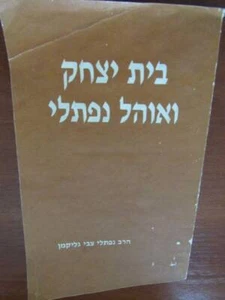 בית יצחק
ואוהל נפתלי
הרב נפתלי צבי גליקמן